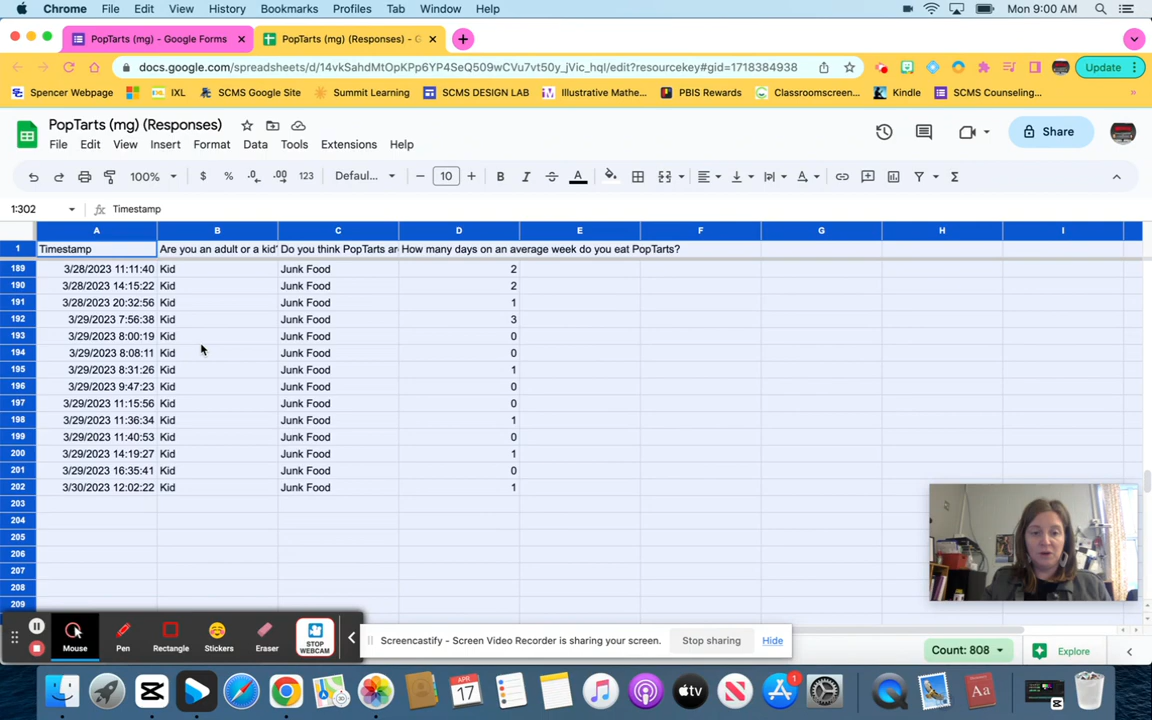 Chrome File Edit View History Bookmarks Profiles Tab Window Help Mon 9:00 AM
PopTarts (mg) - Google Forms × PopTarts (mg) (Responses) - G × +
docs.google.com/spreadsheets/d/14vkSahdMtOpKPp6YP4SeQ509wCVu7vt50y_jVic_hqI/edit?resourcekey#gid=1718384938 Update
Spencer Webpage IXL SCMS Google Site Summit Learning SCMS DESIGN LAB Illustrative Mathe... PBIS Rewards Classroomscreen... Kindle SCMS Counseling... »
PopTarts (mg) (Responses) Share
File Edit View Insert Format Data Tools Extensions Help
100% $ % .0 .00 123 Defaul... − 10 + B I S A Σ
1:302 fx Timestamp
A B C D E F G H I
1 Timestamp Are you an adult or a kid? Do you think PopTarts are How many days on an average week do you eat PopTarts?
189 3/28/2023 11:11:40 Kid Junk Food 2
190 3/28/2023 14:15:22 Kid Junk Food 2
191 3/28/2023 20:32:56 Kid Junk Food 1
192 3/29/2023 7:56:38 Kid Junk Food 3
193 3/29/2023 8:00:19 Kid Junk Food 0
194 3/29/2023 8:08:11 Kid Junk Food 0
195 3/29/2023 8:31:26 Kid Junk Food 1
196 3/29/2023 9:47:23 Kid Junk Food 0
197 3/29/2023 11:15:56 Kid Junk Food 0
198 3/29/2023 11:36:34 Kid Junk Food 1
199 3/29/2023 11:40:53 Kid Junk Food 0
200 3/29/2023 14:19:27 Kid Junk Food 1
201 3/29/2023 16:35:41 Kid Junk Food 0
202 3/30/2023 12:02:22 Kid Junk Food 1
203
204
205
206
207
208
209
Mouse Pen Rectangle Stickers Eraser STOP WEBCAM
Screencastify - Screen Video Recorder is sharing your screen. Stop sharing Hide
Count: 808 Explore
APR 17 tv 1 Aa